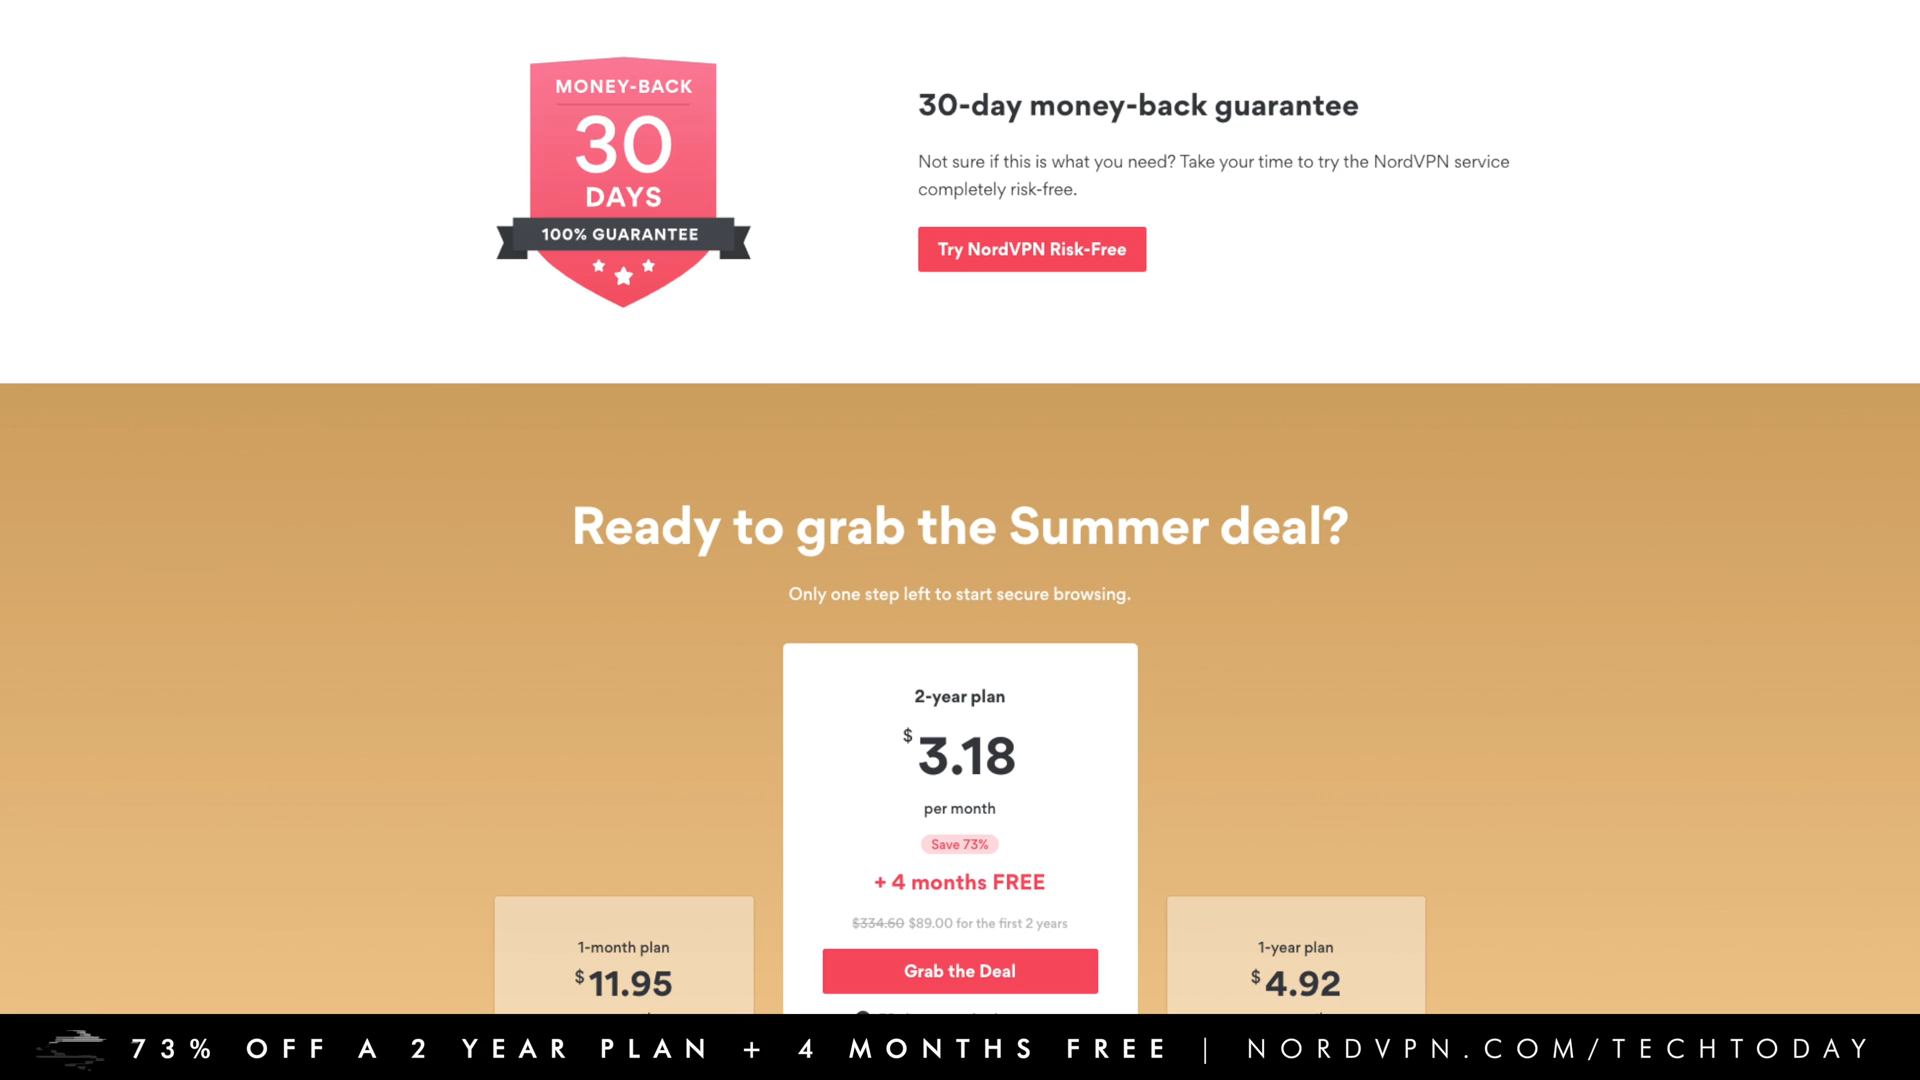 MONEY-BACK
30
DAYS
100% GUARANTEE
30-day money-back guarantee
Not sure if this is what you need? Take your time to try the NordVPN service
completely risk-free.
Try NordVPN Risk-Free
Ready to grab the Summer deal?
Only one step left to start secure browsing.
2-year plan
$3.18
per month
Save 73%
+ 4 months FREE
$334.60 $89.00 for the first 2 years
Grab the Deal
1-month plan
$11.95
1-year plan
$4.92
73% OFF A 2 YEAR PLAN + 4 MONTHS FREE | NORDVPN.COM/TECHTODAY